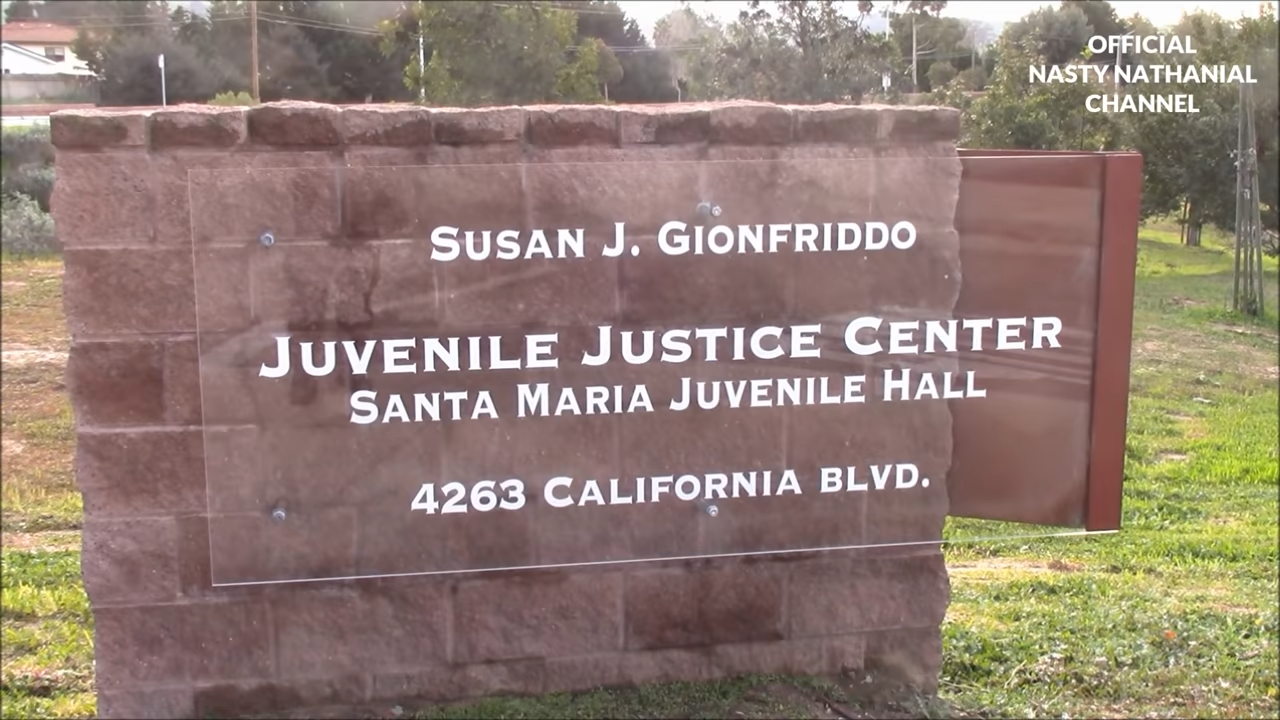 OFFICIAL
NASTY NATHANIAL
CHANNEL
SUSAN J. GIONFRIDDO
JUVENILE JUSTICE CENTER
SANTA MARIA JUVENILE HALL
4263 CALIFORNIA BLVD.